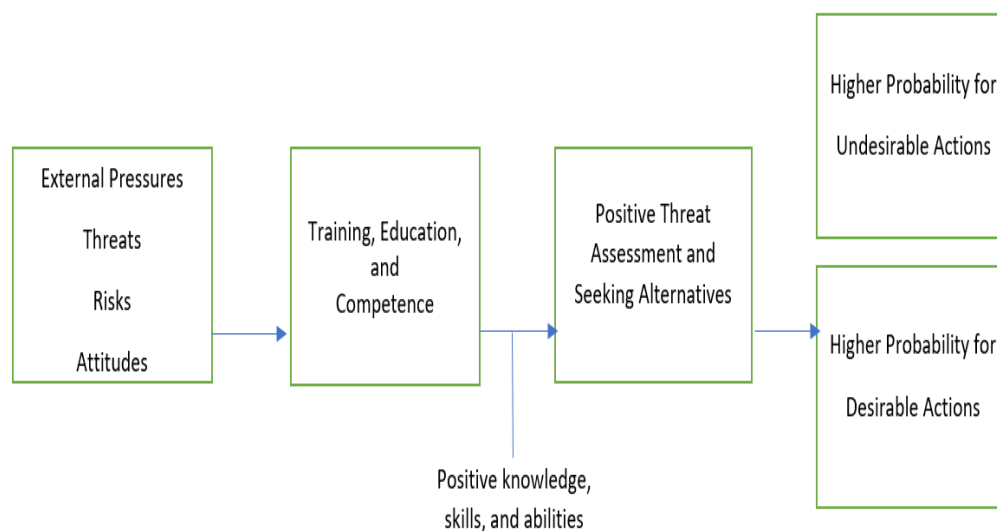 External Pressures
Threats
Risks
Attitudes
Training, Education,
and
Competence
Positive knowledge,
skills, and abilities
Positive Threat
Assessment and
Seeking Alternatives
Higher Probability for
Undesirable Actions
Higher Probability for
Desirable Actions